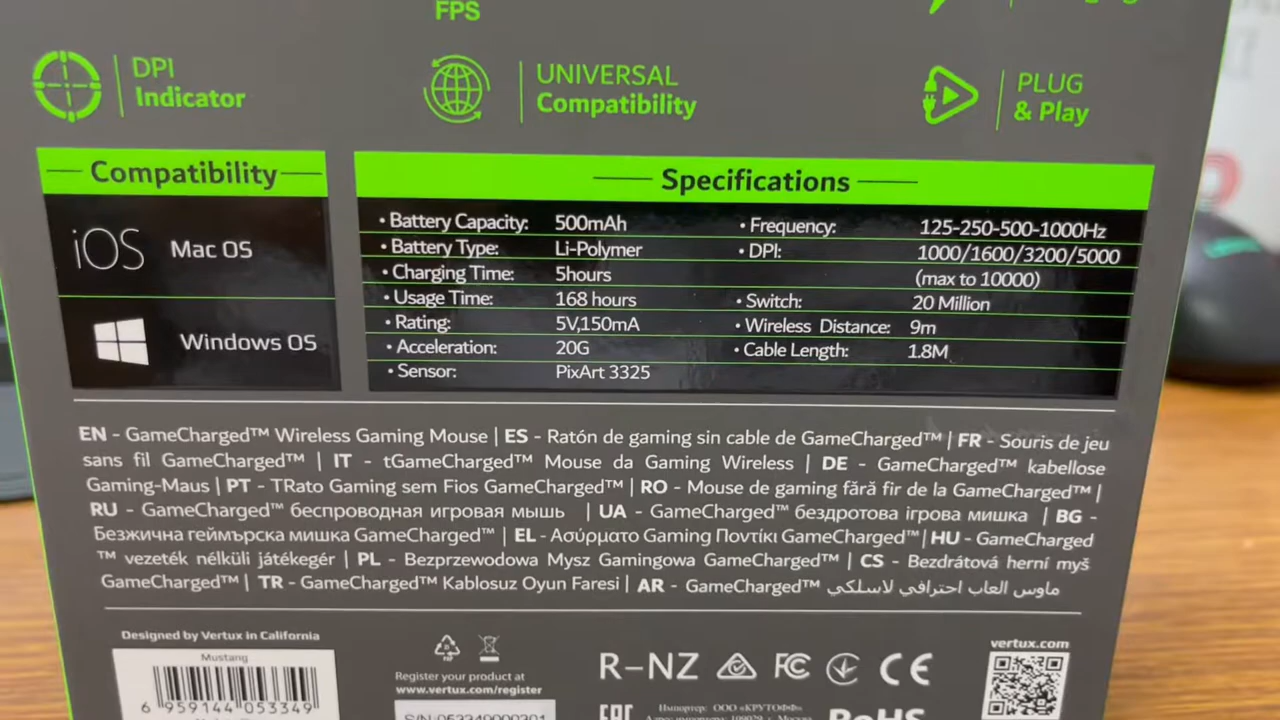 FPS
DPI
Indicator
UNIVERSAL
Compatibility
PLUG
& Play
Compatibility
iOS Mac OS
Windows OS
Specifications
• Battery Capacity: 500mAh • Frequency: 125-250-500-1000Hz
• Battery Type: Li-Polymer • DPI: 1000/1600/3200/5000
• Charging Time: 5hours (max to 10000)
• Usage Time: 168 hours • Switch: 20 Million
• Rating: 5V,150mA • Wireless Distance: 9m
• Acceleration: 20G • Cable Length: 1.8M
• Sensor: PixArt 3325
EN - GameCharged™ Wireless Gaming Mouse | ES - Ratón de gaming sin cable de GameCharged™ | FR - Souris de jeu
sans fil GameCharged™ | IT - tGameCharged™ Mouse da Gaming Wireless | DE - GameCharged™ kabellose
Gaming-Maus | PT - TRato Gaming sem Fios GameCharged™ | RO - Mouse de gaming fără fir de la GameCharged™ |
RU - GameCharged™ беспроводная игровая мышь | UA - GameCharged™ бездротова ігрова мишка | BG -
Безжична геймърска мишка GameCharged™ | EL - Ασύρματο Gaming Ποντίκι GameCharged™ | HU - GameCharged
™ vezeték nélküli játékegér | PL - Bezprzewodowa Mysz Gamingowa GameCharged™ | CS - Bezdrátová herní myš
GameCharged™ | TR - GameCharged™ Kablosuz Oyun Faresi | AR - GameCharged™ ماوس العاب احترافي لاسلكي
Designed by Vertux in California
Mustang
6 959144 053349
Register your product at
www.vertux.com/register
R-NZ FC CE
vertux.com
EAC
Импортер: ООО «КРУТОФФ»
RoHS